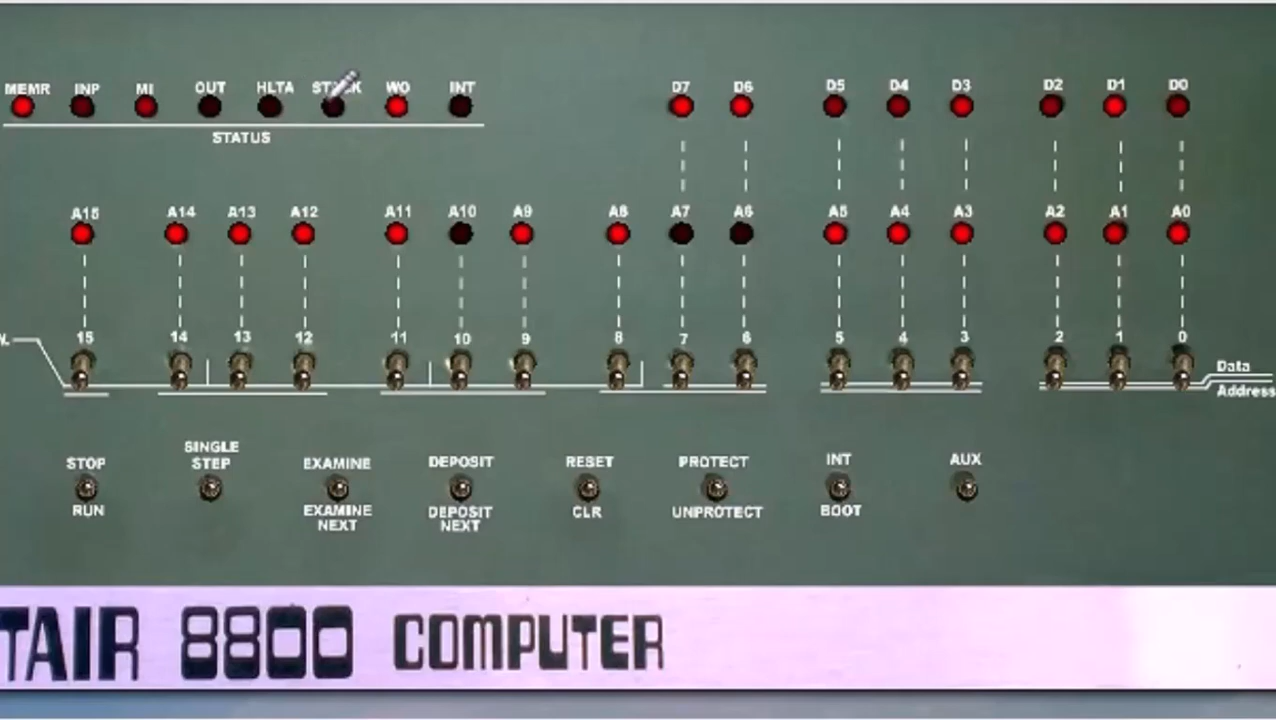 MEMR INP MI OUT HLTA WO INT D7 D6 D5 D4 D3 D2 D1 D0
STATUS
A15 A14 A13 A12 A11 A10 A9 A8 A7 A6 A5 A4 A3 A2 A1 A0
15 14 13 12 11 10 9 8 7 6 5 4 3 2 1 0
Data
Address
SINGLE
STOP STEP EXAMINE DEPOSIT RESET PROTECT INT AUX
RUN EXAMINE DEPOSIT CLR UNPROTECT BOOT
NEXT NEXT
TAIR 8800 COMPUTER